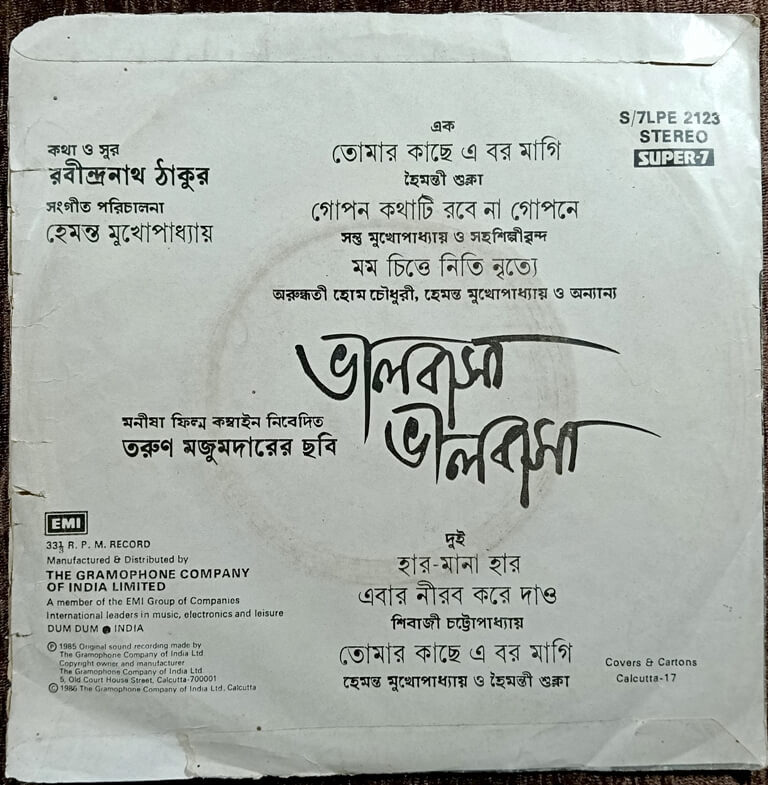 কথা ও সুর
রবীন্দ্রনাথ ঠাকুর
সংগীত পরিচালনা
হেমন্ত মুখোপাধ্যায়
এক
তোমার কাছে এ বর মাগি
হৈমন্তী শুক্লা
গোপন কথাটি রবে না গোপনে
সন্তু মুখোপাধ্যায় ও সহশিল্পীবৃন্দ
মম চিত্তে নিতি নৃত্যে
অরুন্ধতী হোম চৌধুরী, হেমন্ত মুখোপাধ্যায় ও অন্যান্য
S/7LPE 2123
STEREO
SUPER-7
ভালবাসা
ভালবাসা
মনীষা ফিল্ম কম্বাইন নিবেদিত
তরুণ মজুমদারের ছবি
EMI
33⅓ R. P. M. RECORD
Manufactured & Distributed by
THE GRAMOPHONE COMPANY
OF INDIA LIMITED
A member of the EMI Group of Companies
International leaders in music, electronics and leisure
DUM DUM ● INDIA
Ⓟ 1985 Original sound recording made by
The Gramophone Company of India Ltd.
Copyright owner and manufacturer
The Gramophone Company of India Ltd.
5, Old Court House Street, Calcutta-700001
© 1986 The Gramophone Company of India Ltd, Calcutta
দুই
হার-মানা হার
এবার নীরব করে দাও
শিবাজী চট্টোপাধ্যায়
তোমার কাছে এ বর মাগি
হেমন্ত মুখোপাধ্যায় ও হৈমন্তী শুক্লা
Covers & Cartons
Calcutta-17